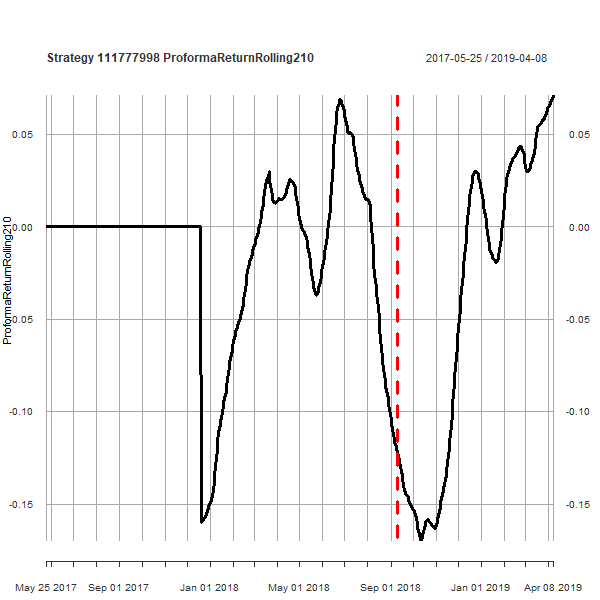 Strategy 111777998 ProformaReturnRolling210
2017-05-25 / 2019-04-08
0.05
0.05
0.00
0.00
-0.05
-0.05
-0.10
-0.10
-0.15
-0.15
ProformaReturnRolling210
May 25 2017
Sep 01 2017
Jan 01 2018
May 01 2018
Sep 01 2018
Jan 01 2019
Apr 08 2019